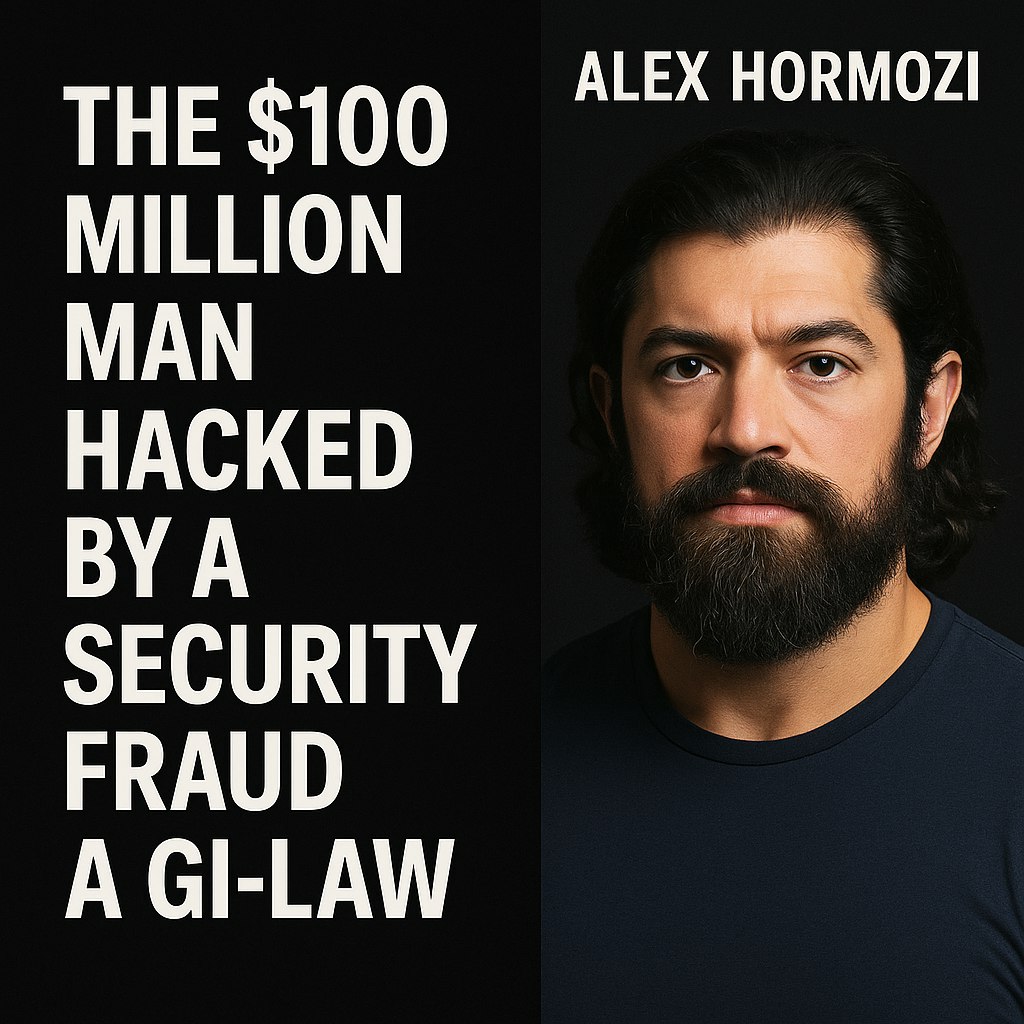 THE $100
MILLION
MAN
HACKED
BY A
SECURITY
FRAUD
A GI-LAW
ALEX HORMOZI